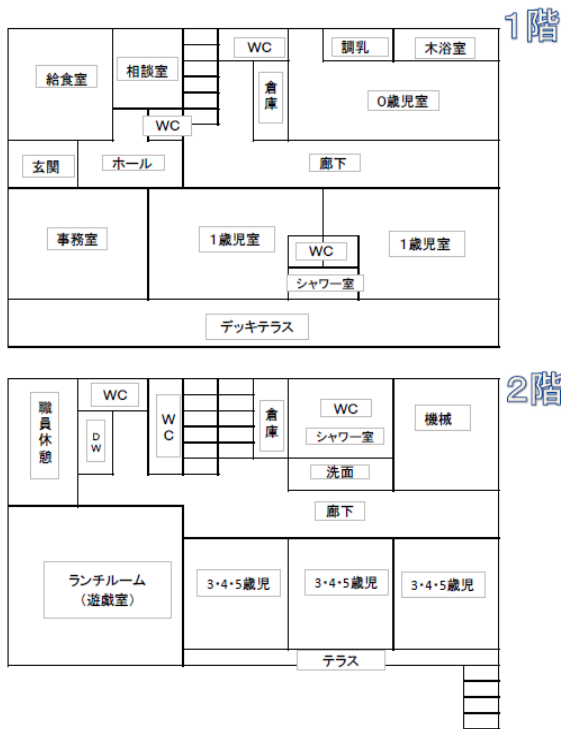 1階
WC
調乳
木浴室
給食室
相談室
倉庫
0歳児室
WC
玄関
ホール
廊下
事務室
1歳児室
WC
1歳児室
シャワー室
デッキテラス
2階
職員休憩
WC
DW
WC
倉庫
WC
シャワー室
機械
洗面
廊下
ランチルーム
(遊戯室)
3・4・5歳児
3・4・5歳児
3・4・5歳児
テラス